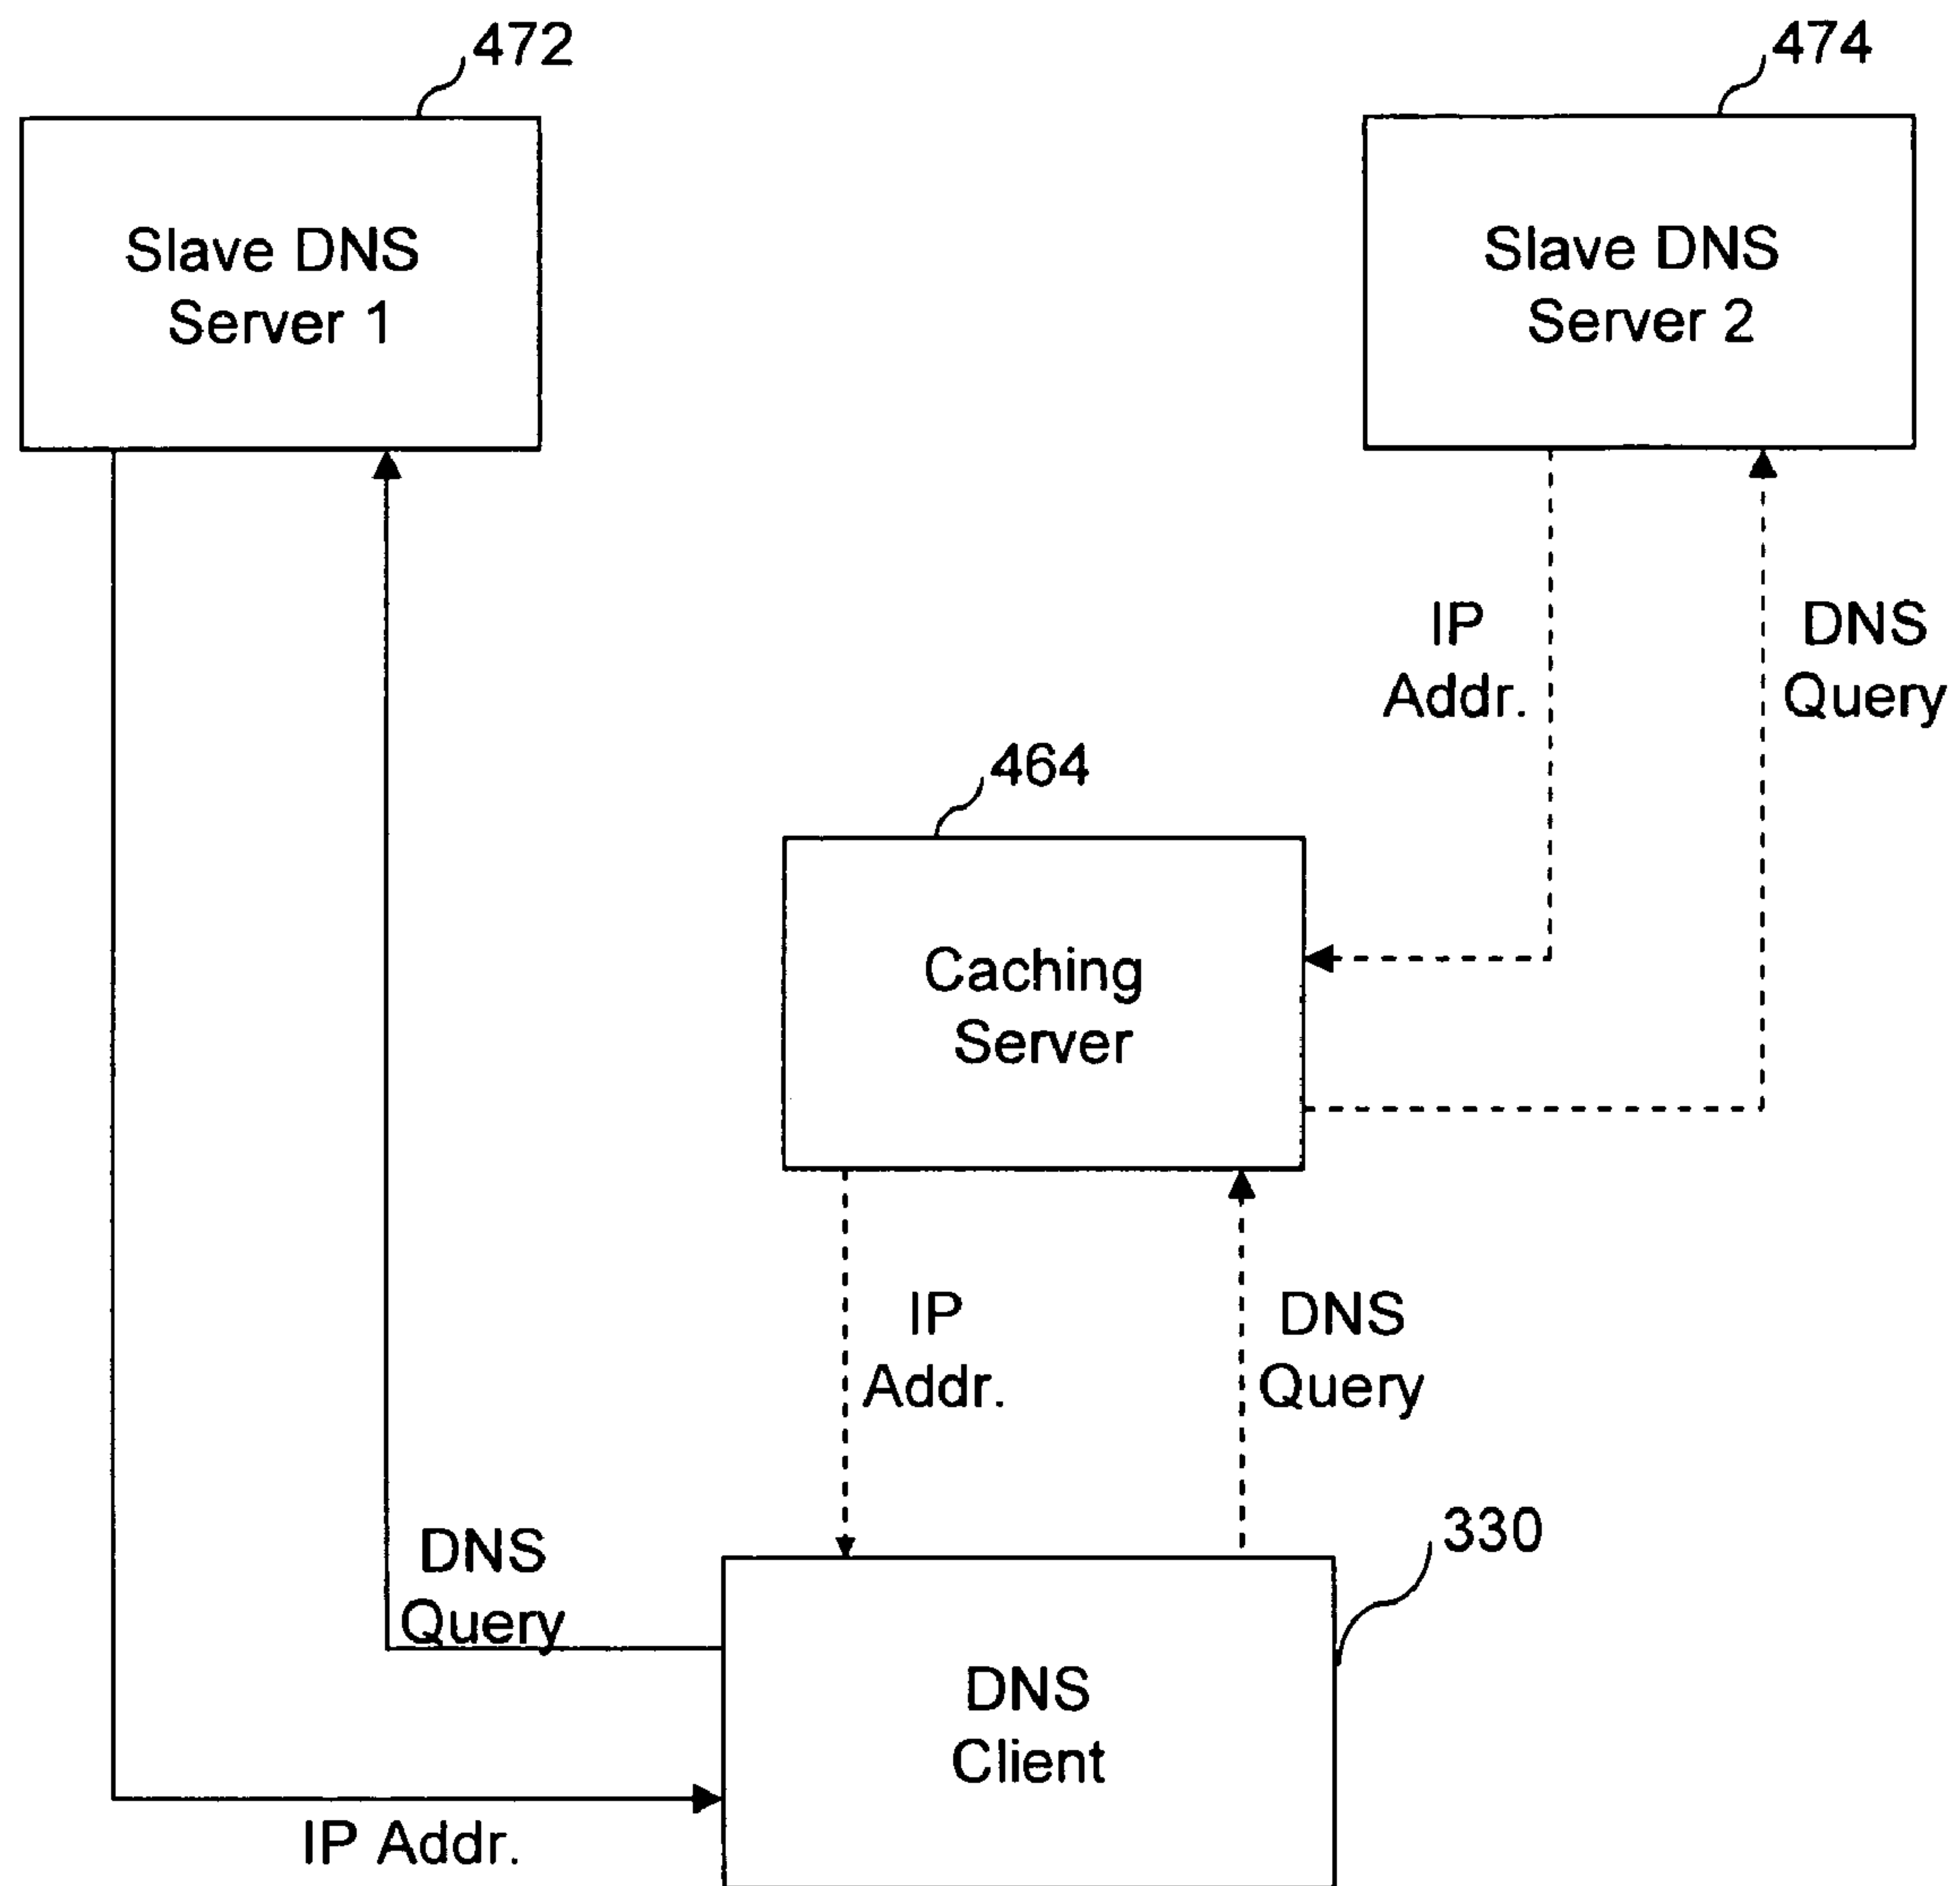 472
474
Slave DNS
Server 1
Slave DNS
Server 2
IP
Addr.
DNS
Query
464
Caching
Server
IP
Addr.
DNS
Query
330
DNS
Query
DNS
Client
IP Addr.